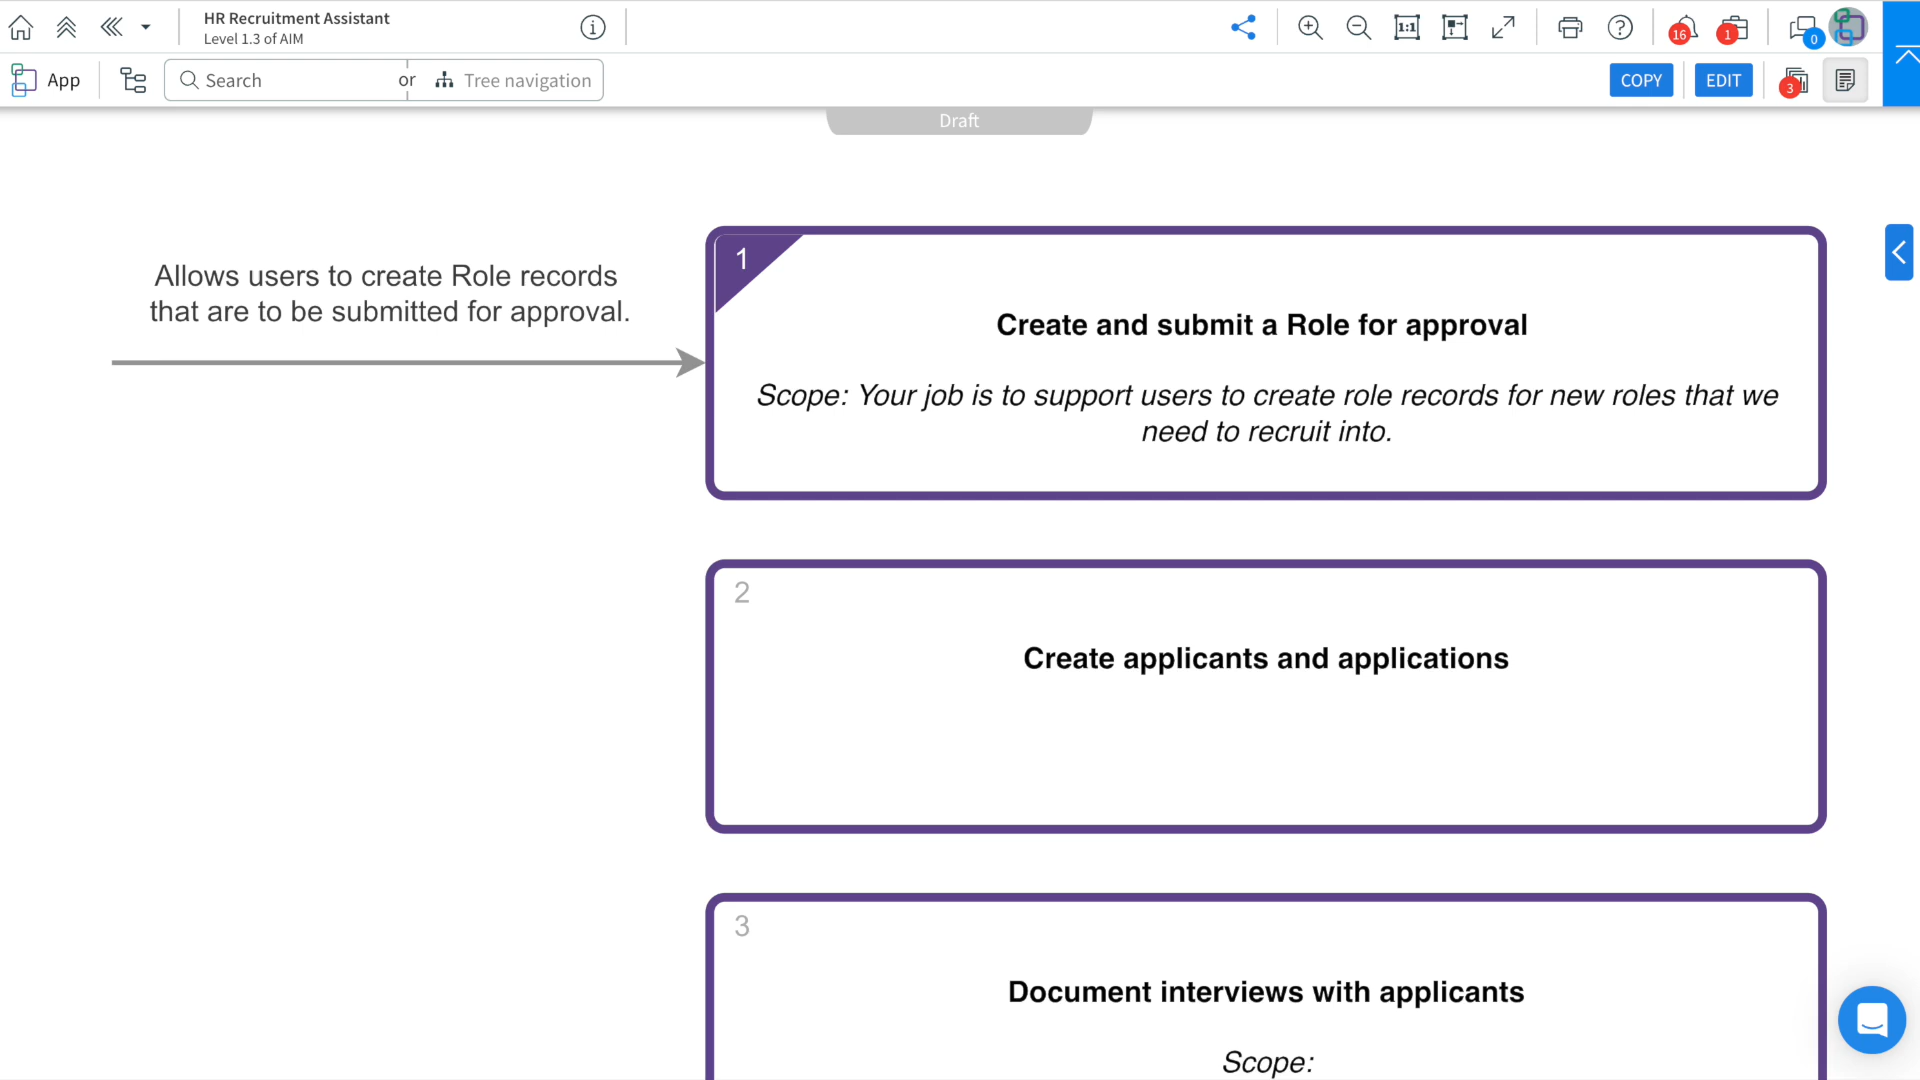 HR Recruitment Assistant
Level 1.3 of AIM
1:1
16
1
0
App
Search
or
Tree navigation
COPY
EDIT
3
Draft
Allows users to create Role records
that are to be submitted for approval.
1
Create and submit a Role for approval
Scope: Your job is to support users to create role records for new roles that we
need to recruit into.
2
Create applicants and applications
3
Document interviews with applicants
Scope: